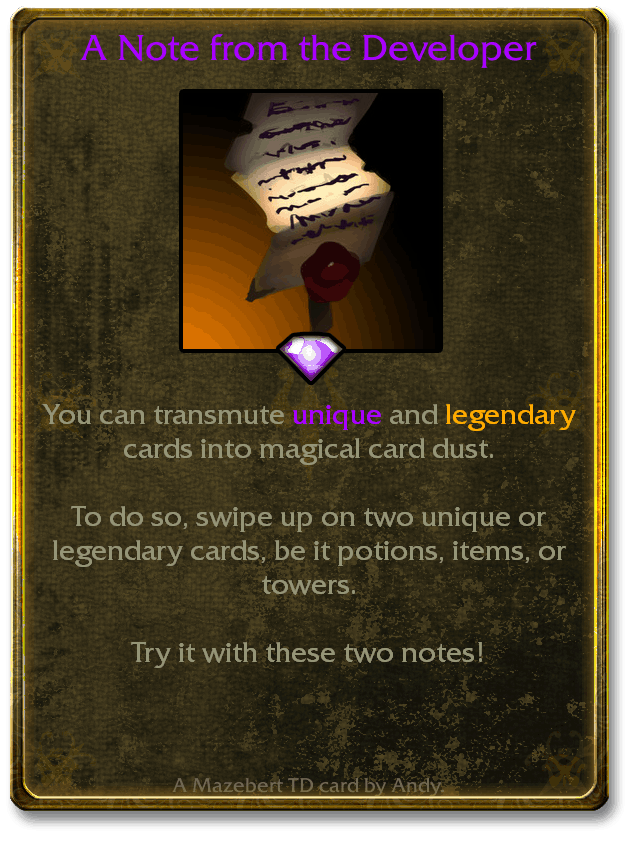 A Note from the Developer
You can transmute unique and legendary
cards into magical card dust.
To do so, swipe up on two unique or
legendary cards, be it potions, items, or
towers.
Try it with these two notes!
A Mazebert TD card by Andy.